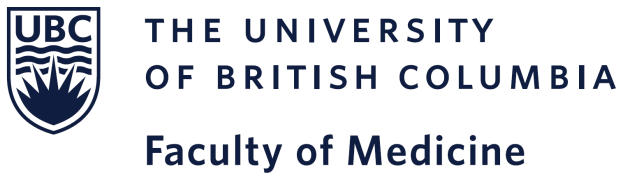 UBC
THE UNIVERSITY
OF BRITISH COLUMBIA
Faculty of Medicine